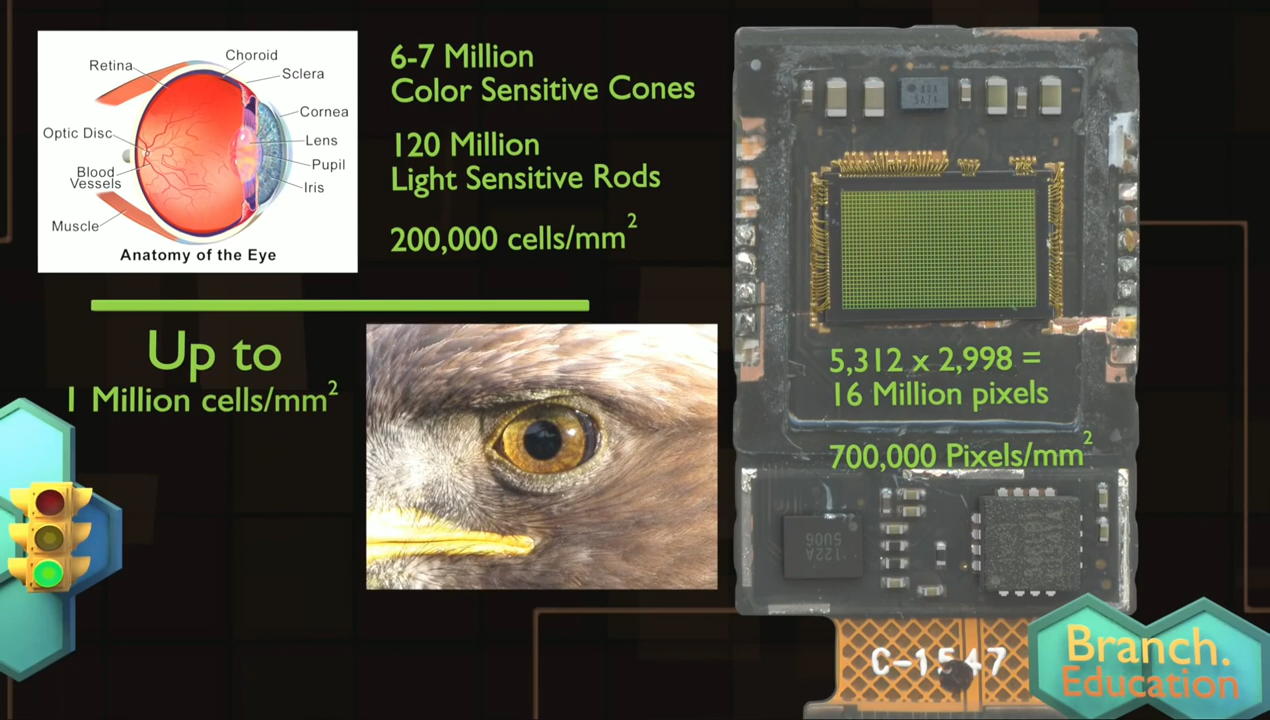 Choroid
Retina
Sclera
Cornea
Optic Disc
Lens
Pupil
Blood
Vessels
Iris
Muscle
Anatomy of the Eye
6-7 Million
Color Sensitive Cones
120 Million
Light Sensitive Rods
200,000 cells/mm²
Up to
1 Million cells/mm²
5,312 x 2,998 =
16 Million pixels
700,000 Pixels/mm²
122A
5U06
C-1547
Branch.
Education